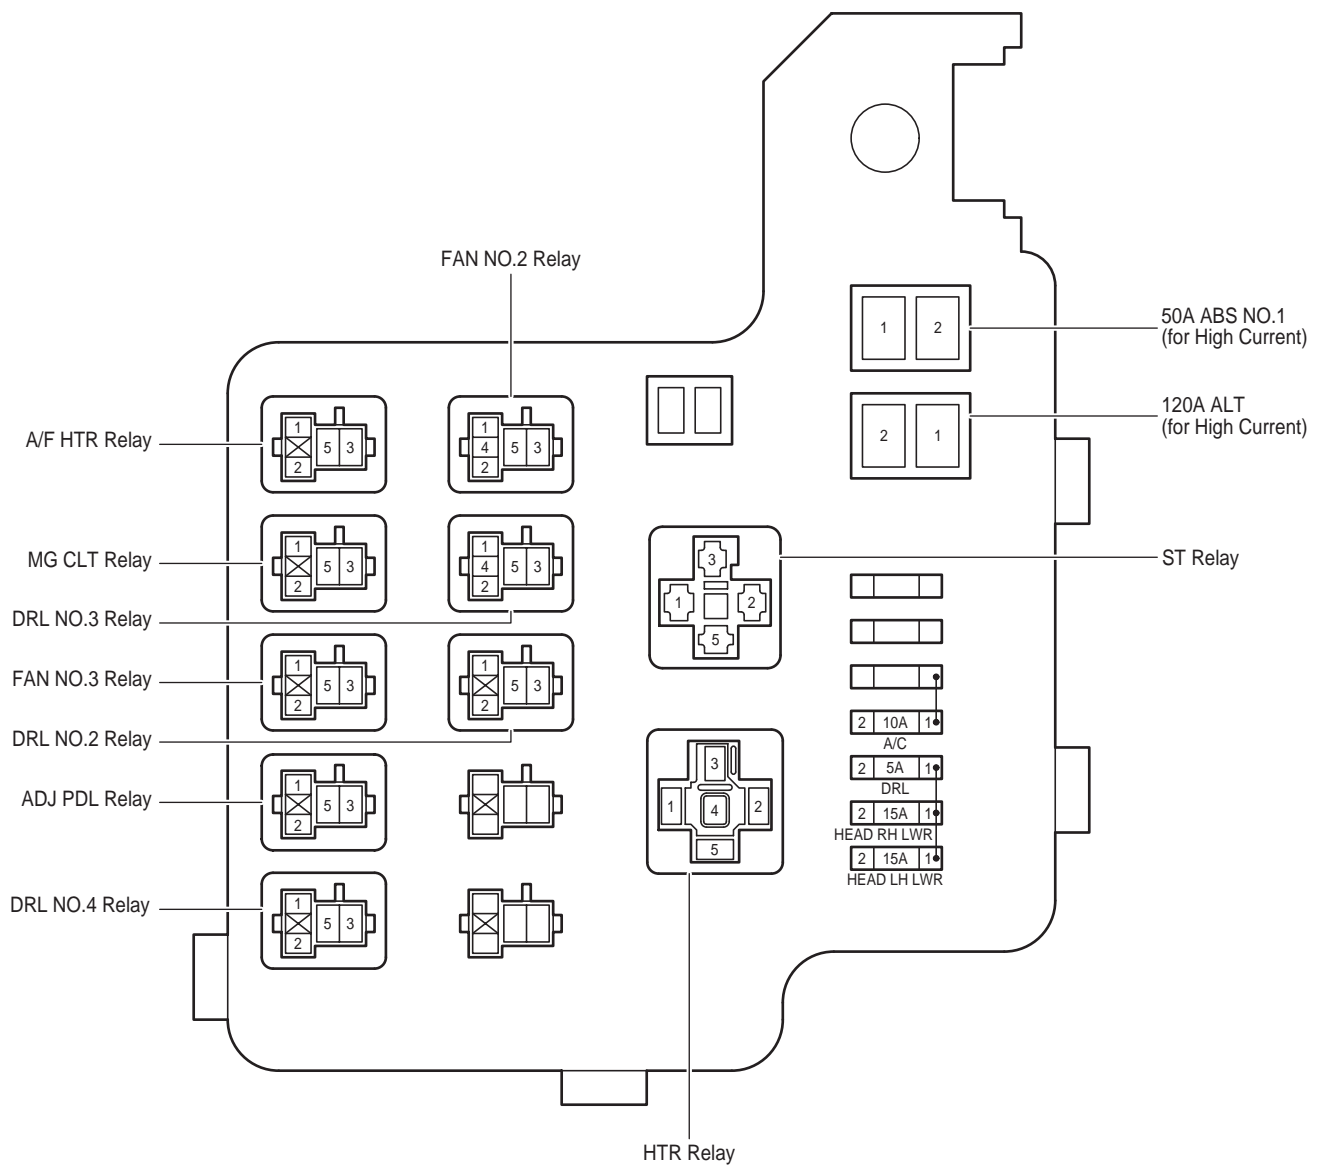 FAN NO.2 Relay
50A ABS NO.1
(for High Current)
1 2
120A ALT
(for High Current)
2 1
A/F HTR Relay
1 5 3 2
1 4 5 3 2
MG CLT Relay
1 5 3 2
1 4 5 3 2
ST Relay
3
1 2
5
DRL NO.3 Relay
FAN NO.3 Relay
1 5 3 2
1 5 3 2
DRL NO.2 Relay
2 10A 1
A/C
2 5A 1
DRL
2 15A 1
HEAD RH LWR
2 15A 1
HEAD LH LWR
ADJ PDL Relay
1 5 3 2
3
1 4 2
5
DRL NO.4 Relay
1 5 3 2
HTR Relay